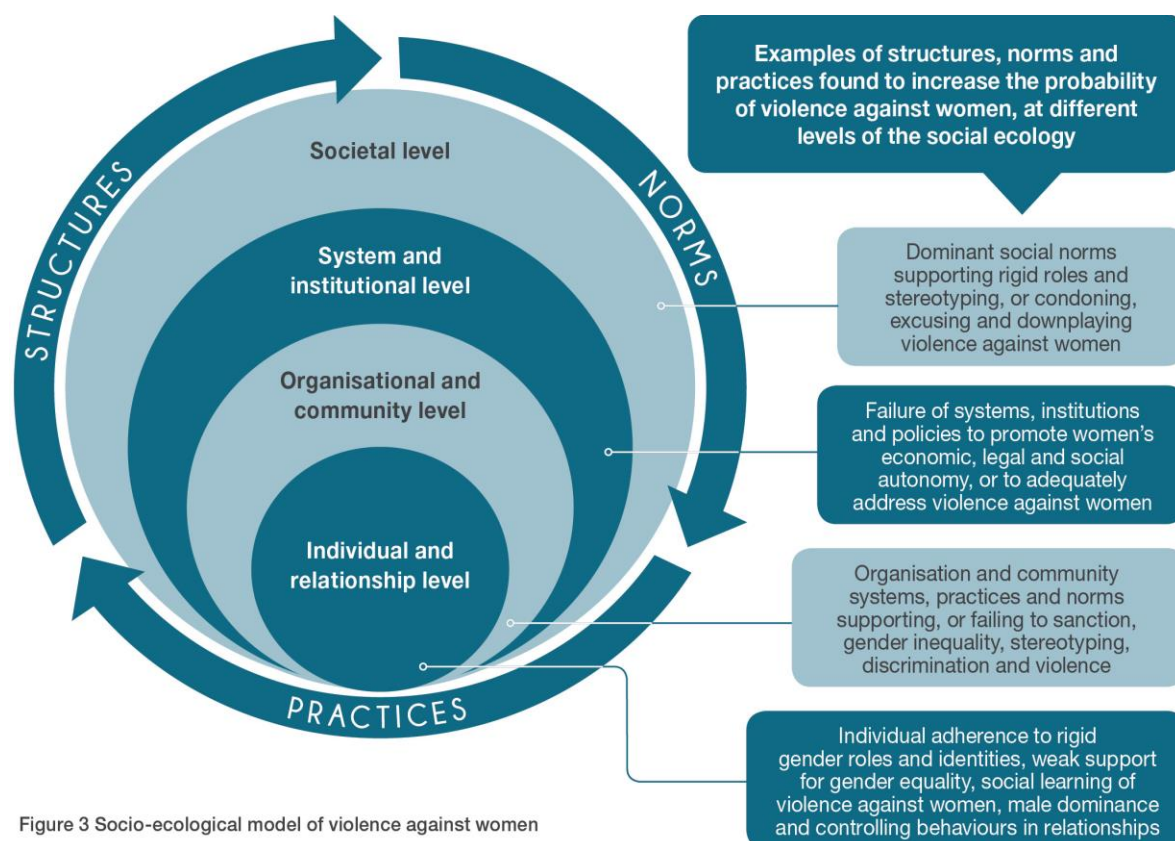 Examples of structures, norms and
practices found to increase the probability
of violence against women, at different
levels of the social ecology
STRUCTURES
NORMS
PRACTICES
Societal level
System and
institutional level
Organisational and
community level
Individual and
relationship level
Dominant social norms
supporting rigid roles and
stereotyping, or condoning,
excusing and downplaying
violence against women
Failure of systems, institutions
and policies to promote women's
economic, legal and social
autonomy, or to adequately
address violence against women
Organisation and community
systems, practices and norms
supporting, or failing to sanction,
gender inequality, stereotyping,
discrimination and violence
Individual adherence to rigid
gender roles and identities, weak support
for gender equality, social learning of
violence against women, male dominance
and controlling behaviours in relationships
Figure 3 Socio-ecological model of violence against women